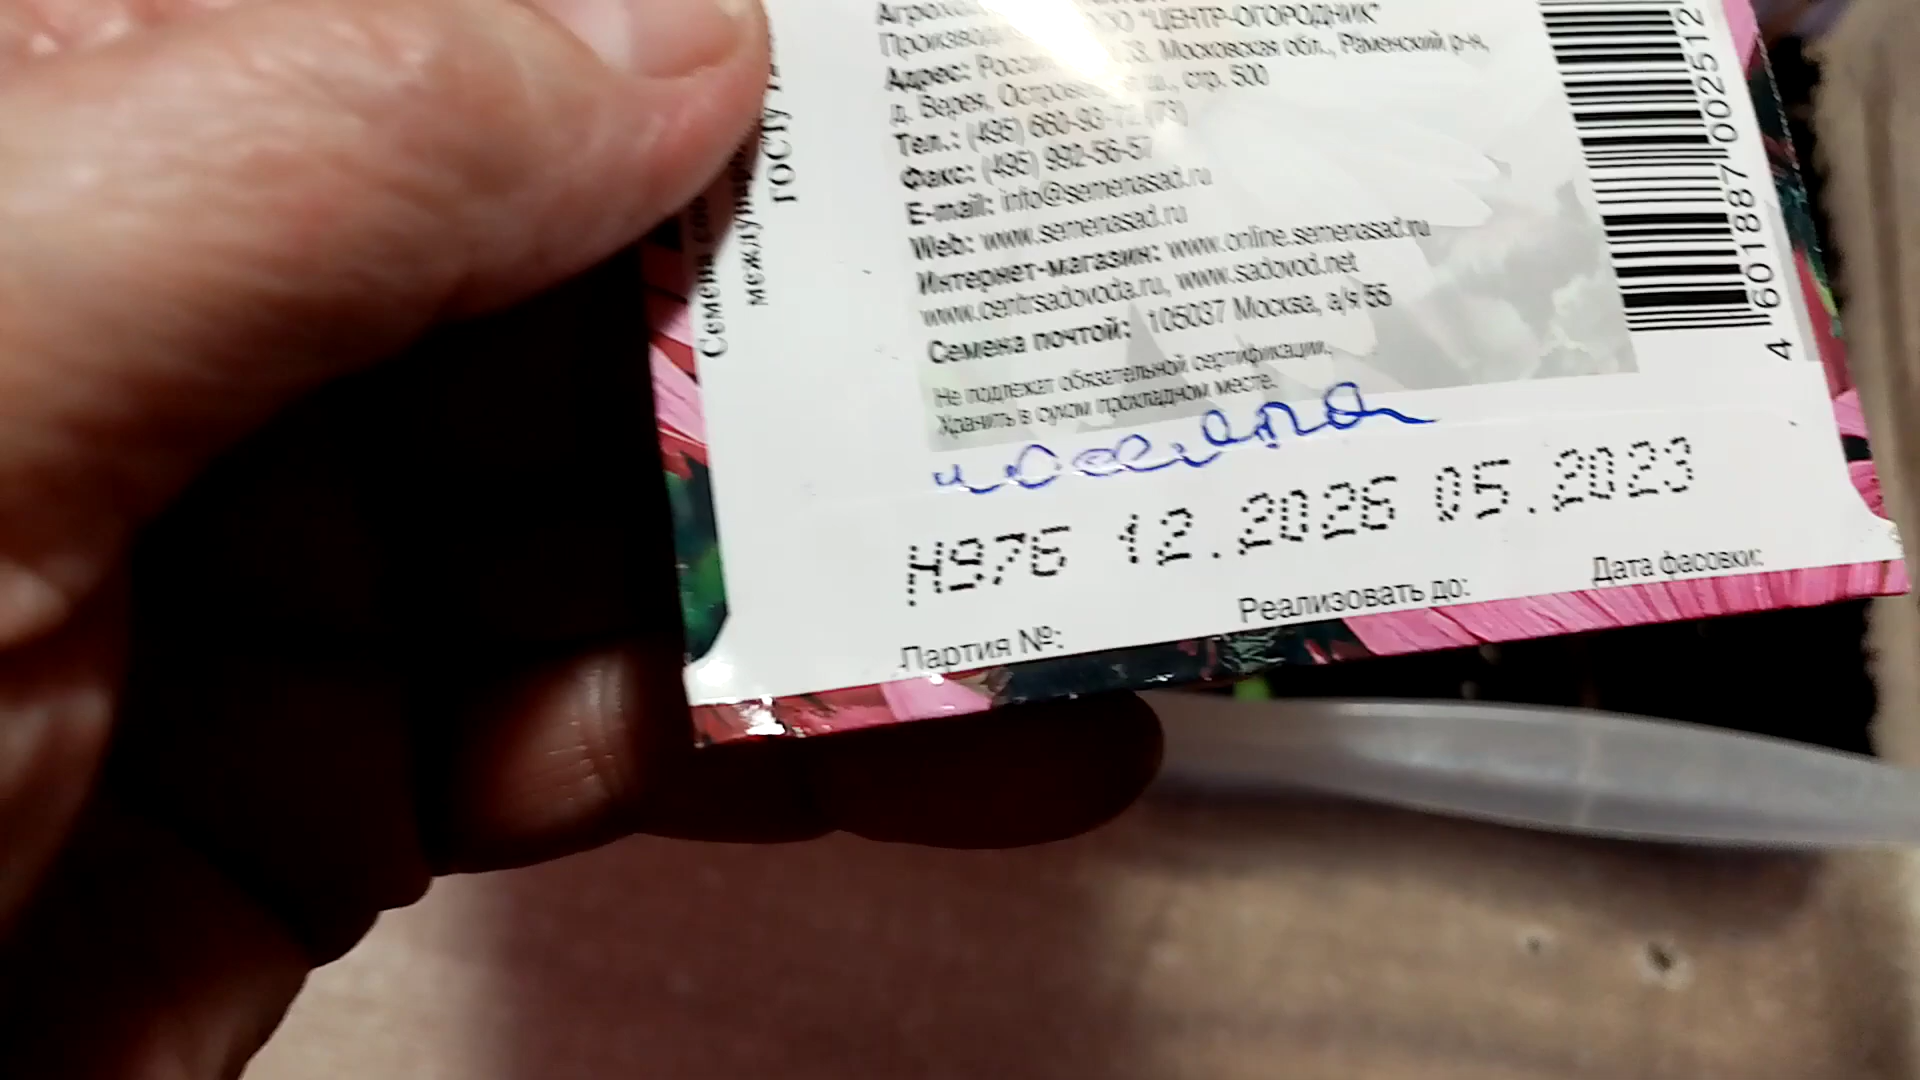 ООО "ЦЕНТР-ОГОРОДНИК"
Адрес: Московская обл., Раменский р-н,
д. Верея, стр. 500
Тел.: (495) 660-93-72 (73)
Факс: (495) 992-56-57
E-mail: info@semenasad.ru
Web: www.semenasad.ru
Интернет-магазин: www.online.semenasad.ru
www.centrsadovoda.ru, www.sadovod.net
Семена почтой: 105037 Москва, а/я 55
Не подлежат обязательной сертификации.
Хранить в сухом прохладном месте.
Н976 12.2026 05.2023
Партия №: Реализовать до: Дата фасовки:
Семена
ГОСТУ
4 601887 002512